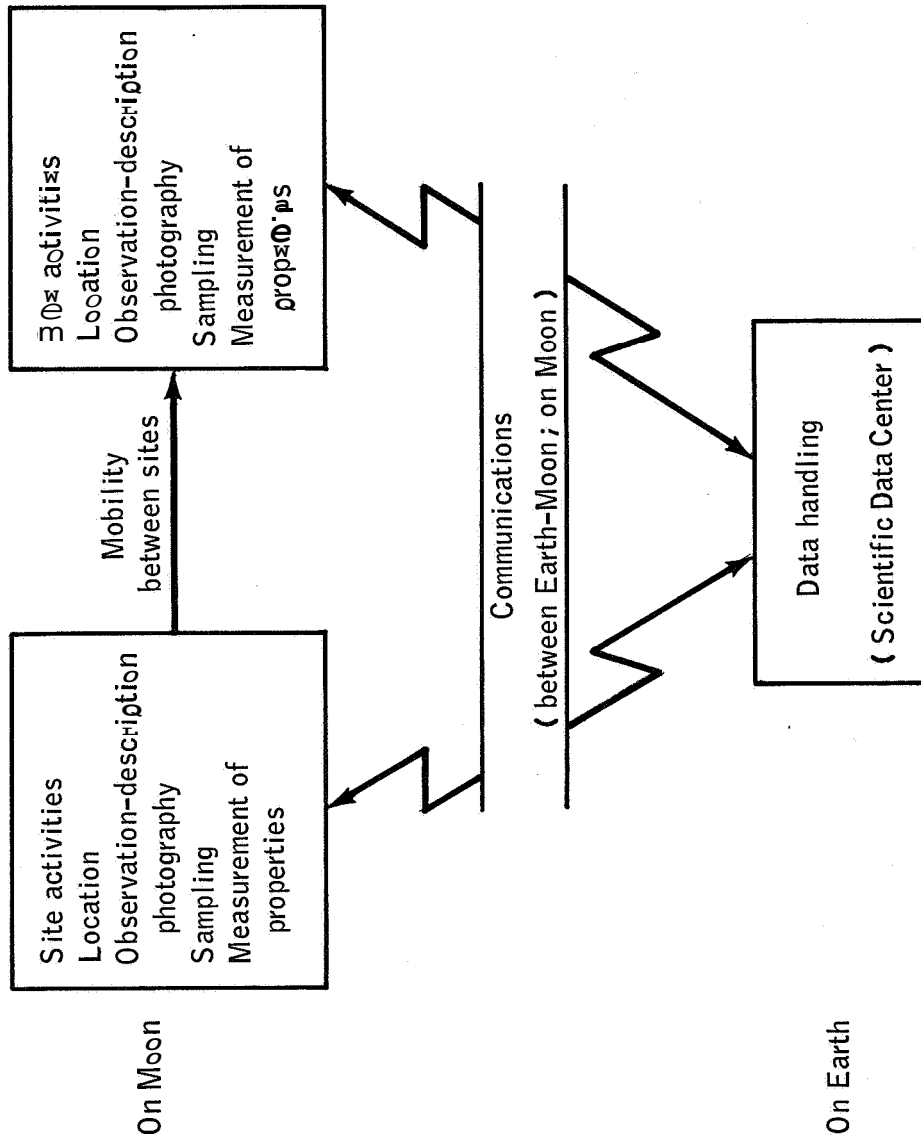 On Moon
Site activities
Location
Observation-description
photography
Sampling
Measurement of
properties
Mobility
between sites
activities
Location
Observation-description
photography
Sampling
Measurement of
Communications
(between Earth-Moon; on Moon)
On Earth
Data handling
(Scientific Data Center)